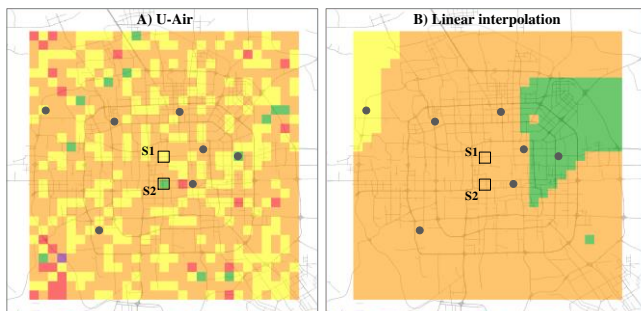 A) U-Air
B) Linear interpolation
S1
S2
S1
S2